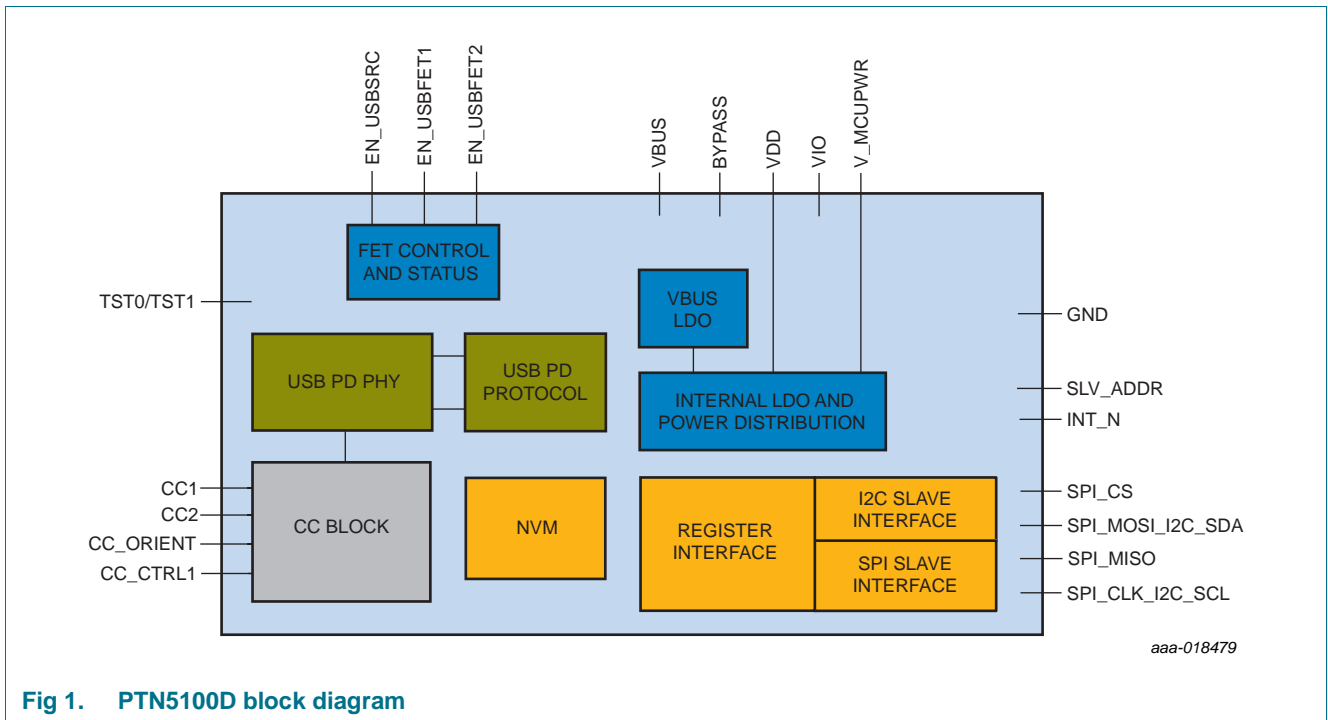 EN_USBSRC
EN_USBFET1
EN_USBFET2
VBUS
BYPASS
VDD
VIO
V_MCUPWR
FET CONTROL
AND STATUS
TST0/TST1
VBUS
LDO
GND
USB PD PHY
USB PD
PROTOCOL
INTERNAL LDO AND
POWER DISTRIBUTION
SLV_ADDR
INT_N
CC1
CC2
CC_ORIENT
CC_CTRL1
CC BLOCK
NVM
REGISTER
INTERFACE
I2C SLAVE
INTERFACE
SPI SLAVE
INTERFACE
SPI_CS
SPI_MOSI_I2C_SDA
SPI_MISO
SPI_CLK_I2C_SCL
aaa-018479
Fig 1. PTN5100D block diagram